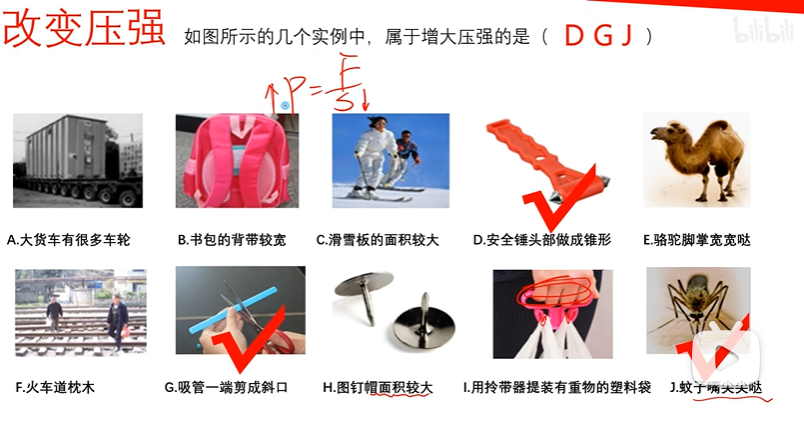 改变压强 如图所示的几个实例中，属于增大压强的是（ D G J ）
bilibili
↑P=F/S↓
A.大货车有很多车轮 B.书包的背带较宽 C.滑雪板的面积较大 D.安全锤头部做成锥形 E.骆驼脚掌宽宽哒
F.火车道枕木 G.吸管一端剪成斜口 H.图钉帽面积较大 I.用拎带器提装有重物的塑料袋 J.蚊子嘴尖尖哒